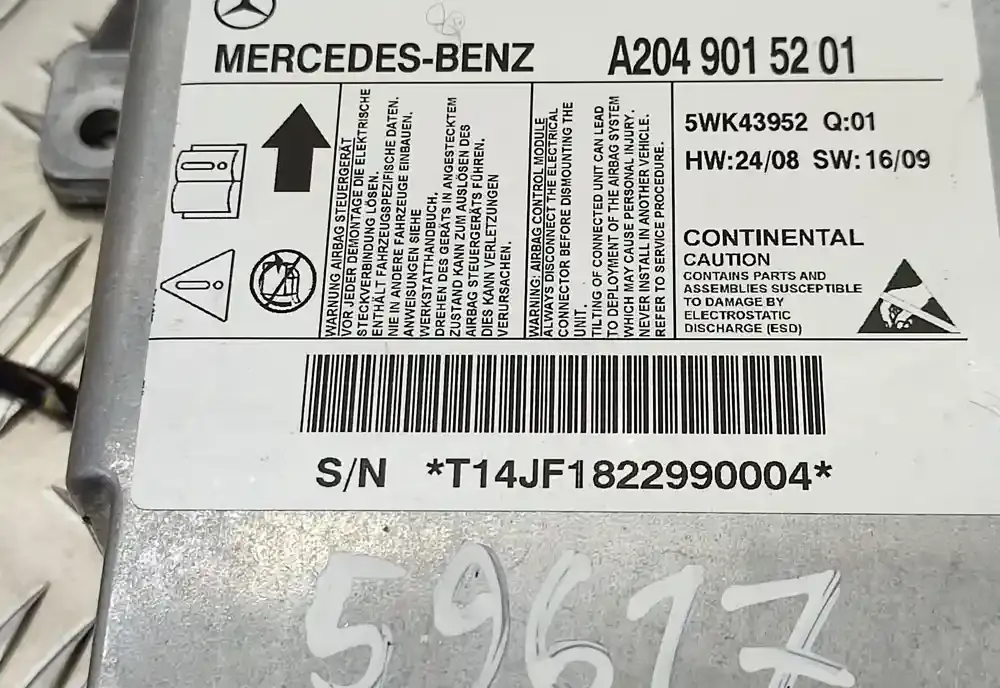 MERCEDES-BENZ A204 901 52 01
WARNUNG AIRBAG STEUERGERÄT
VOR JEDER DEMONTAGE DIE ELEKTRISCHE
STECKVERBINDUNG LÖSEN.
ENTHÄLT FAHRZEUGSPEZIFISCHE DATEN.
NIE IN ANDERE FAHRZEUGE EINBAUEN.
ANWEISUNGEN SIEHE
WERKSTATTHANDBUCH.
DREHEN DES GERÄTS IN ANGESTECKTEM
ZUSTAND KANN ZUM AUSLÖSEN DES
AIRBAG STEUERGERÄTS FÜHREN.
DIES KANN VERLETZUNGEN
VERURSACHEN.
WARNING: AIRBAG CONTROL MODULE
ALWAYS DISCONNECT THE ELECTRICAL
CONNECTOR BEFORE DISMOUNTING THE
UNIT.
TILTING OF CONNECTED UNIT CAN LEAD
TO DEPLOYMENT OF THE AIRBAG SYSTEM
WHICH MAY CAUSE PERSONAL INJURY.
NEVER INSTALL IN ANOTHER VEHICLE.
REFER TO SERVICE PROCEDURE.
5WK43952 Q:01
HW:24/08 SW:16/09
CONTINENTAL
CAUTION
CONTAINS PARTS AND
ASSEMBLIES SUSCEPTIBLE
TO DAMAGE BY
ELECTROSTATIC
DISCHARGE (ESD)
S/N *T14JF1822990004*
59617